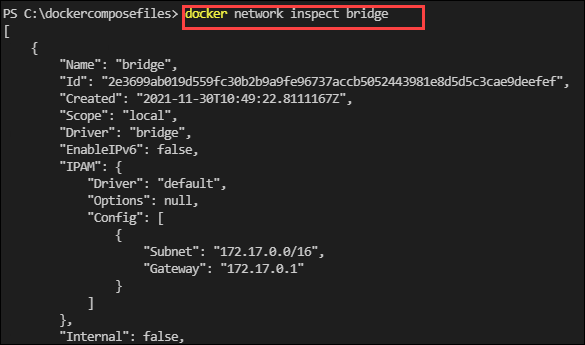 PS C:\dockercomposefiles> docker network inspect bridge
[
    {
        "Name": "bridge",
        "Id": "2e3699ab019d559fc30b2b9a9fe96737accb5052443981e8d5d5c3cae9deefef",
        "Created": "2021-11-30T10:49:22.8111167Z",
        "Scope": "local",
        "Driver": "bridge",
        "EnableIPv6": false,
        "IPAM": {
            "Driver": "default",
            "Options": null,
            "Config": [
                {
                    "Subnet": "172.17.0.0/16",
                    "Gateway": "172.17.0.1"
                }
            ]
        },
        "Internal": false,